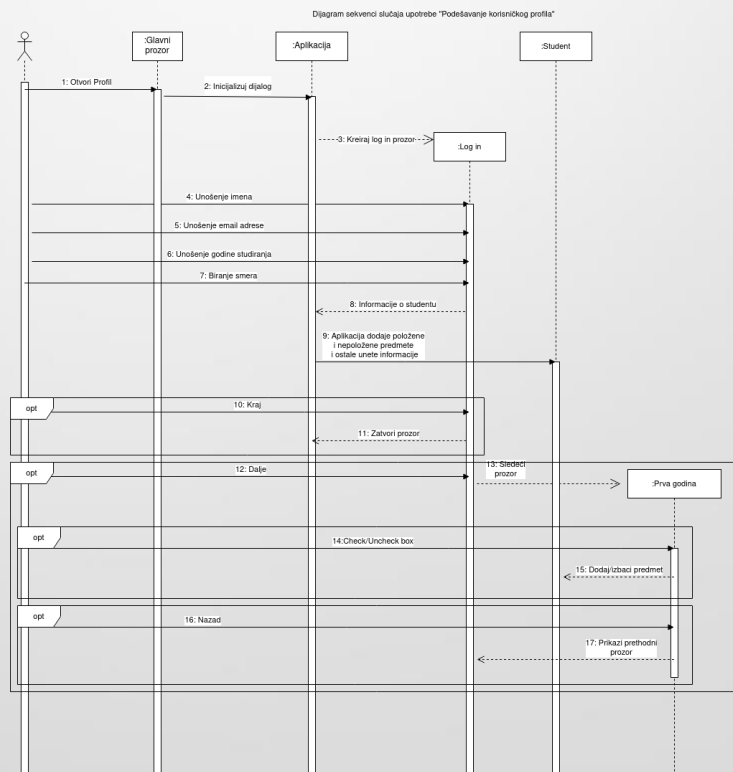 Dijagram sekvenci slučaja upotrebe "Podešavanje korisničkog profila"
:Glavni
prozor
:Aplikacija
:Student
1: Otvori Profil
2: Inicijalizuj dijalog
3: Kreiraj log in prozor
:Log in
4: Unošenje imena
5: Unošenje email adrese
6: Unošenje godine studiranja
7: Biranje smera
8: Informacije o studentu
9: Aplikacija dodaje položene
i nepoložene predmete
i ostale unete informacije
opt
10: Kraj
11: Zatvori prozor
opt
12: Dalje
13: Sledeći
prozor
:Prva godina
opt
14:Check/Uncheck box
15: Dodaj/izbaci predmet
opt
16: Nazad
17: Prikazi prethodni
prozor